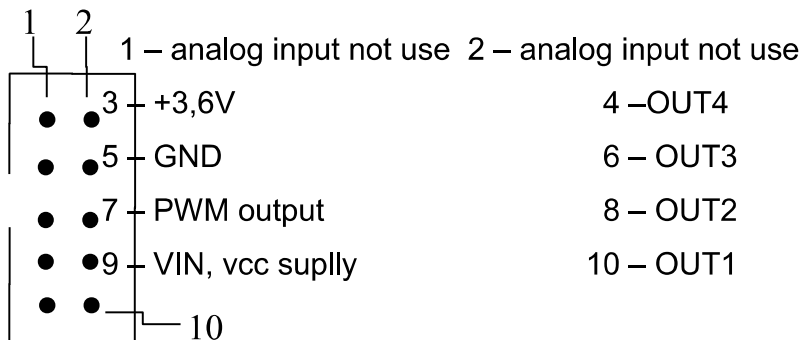 1 2
1 – analog input not use 2 – analog input not use
3 – +3,6V 4 –OUT4
5 – GND 6 – OUT3
7 – PWM output 8 – OUT2
9 – VIN, vcc suplly 10 – OUT1
10